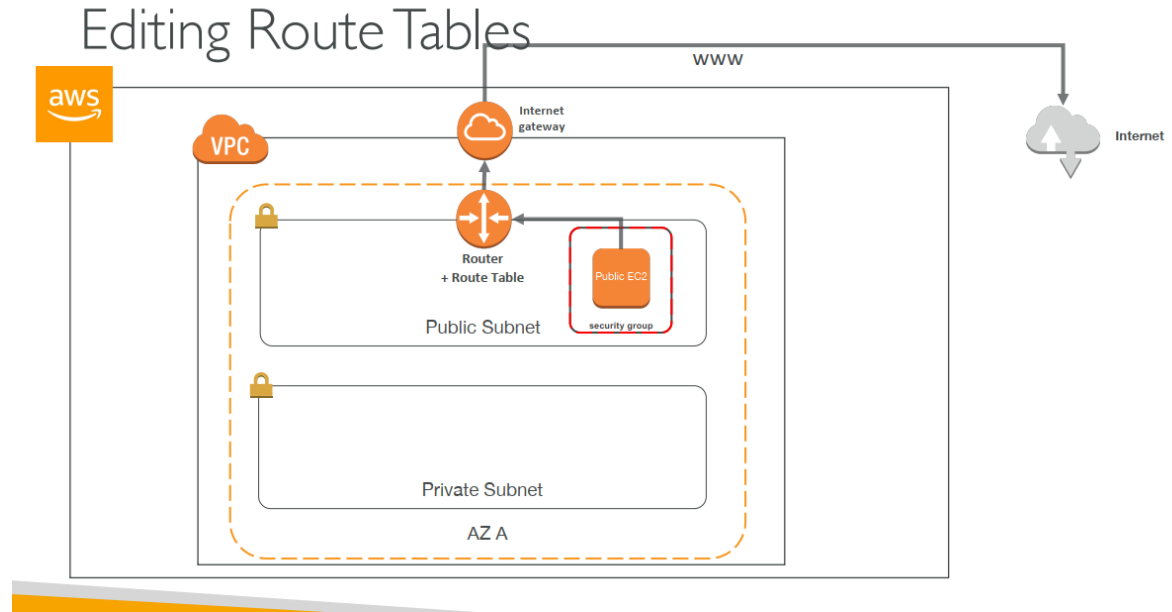 Editing Route Tables
www
aws
Internet
gateway
Internet
VPC
Router
+ Route Table
Public EC2
security group
Public Subnet
Private Subnet
AZ A